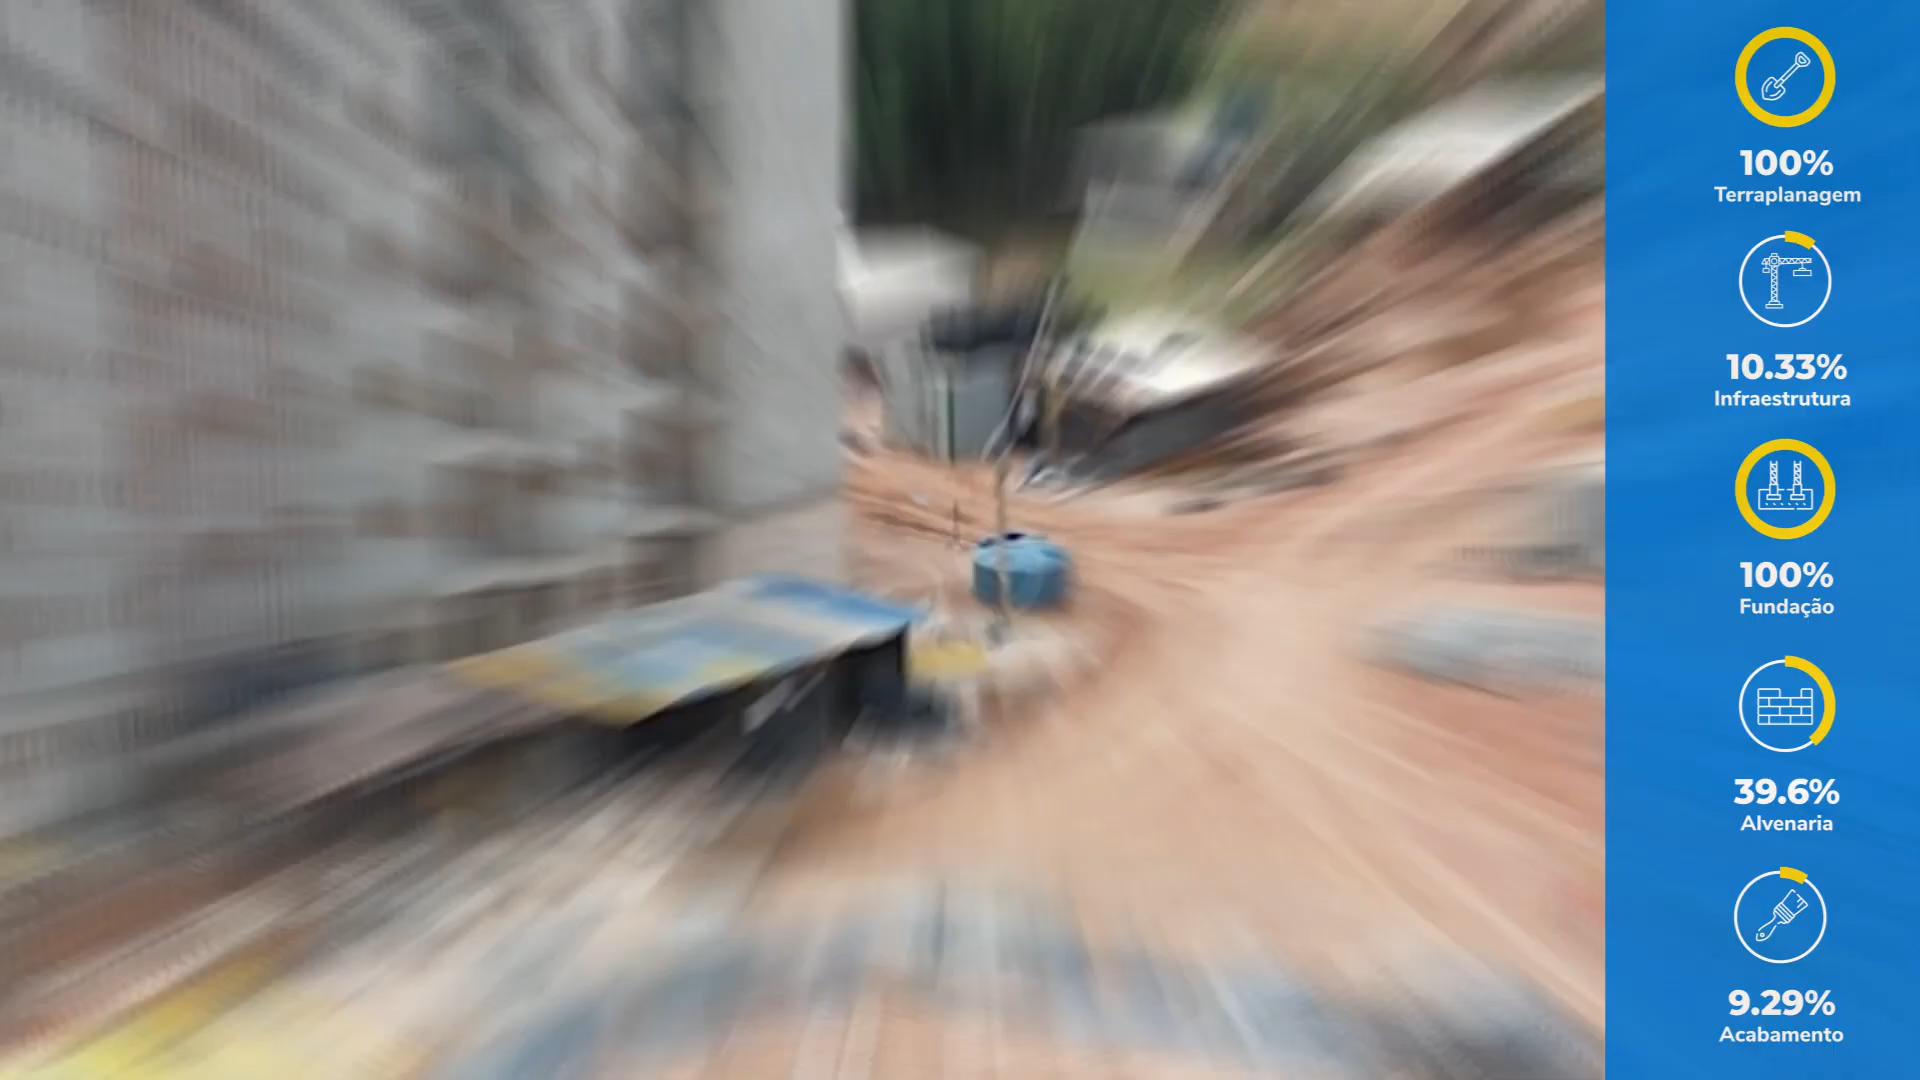 100%
Terraplanagem
10.33%
Infraestrutura
100%
Fundação
39.6%
Alvenaria
9.29%
Acabamento